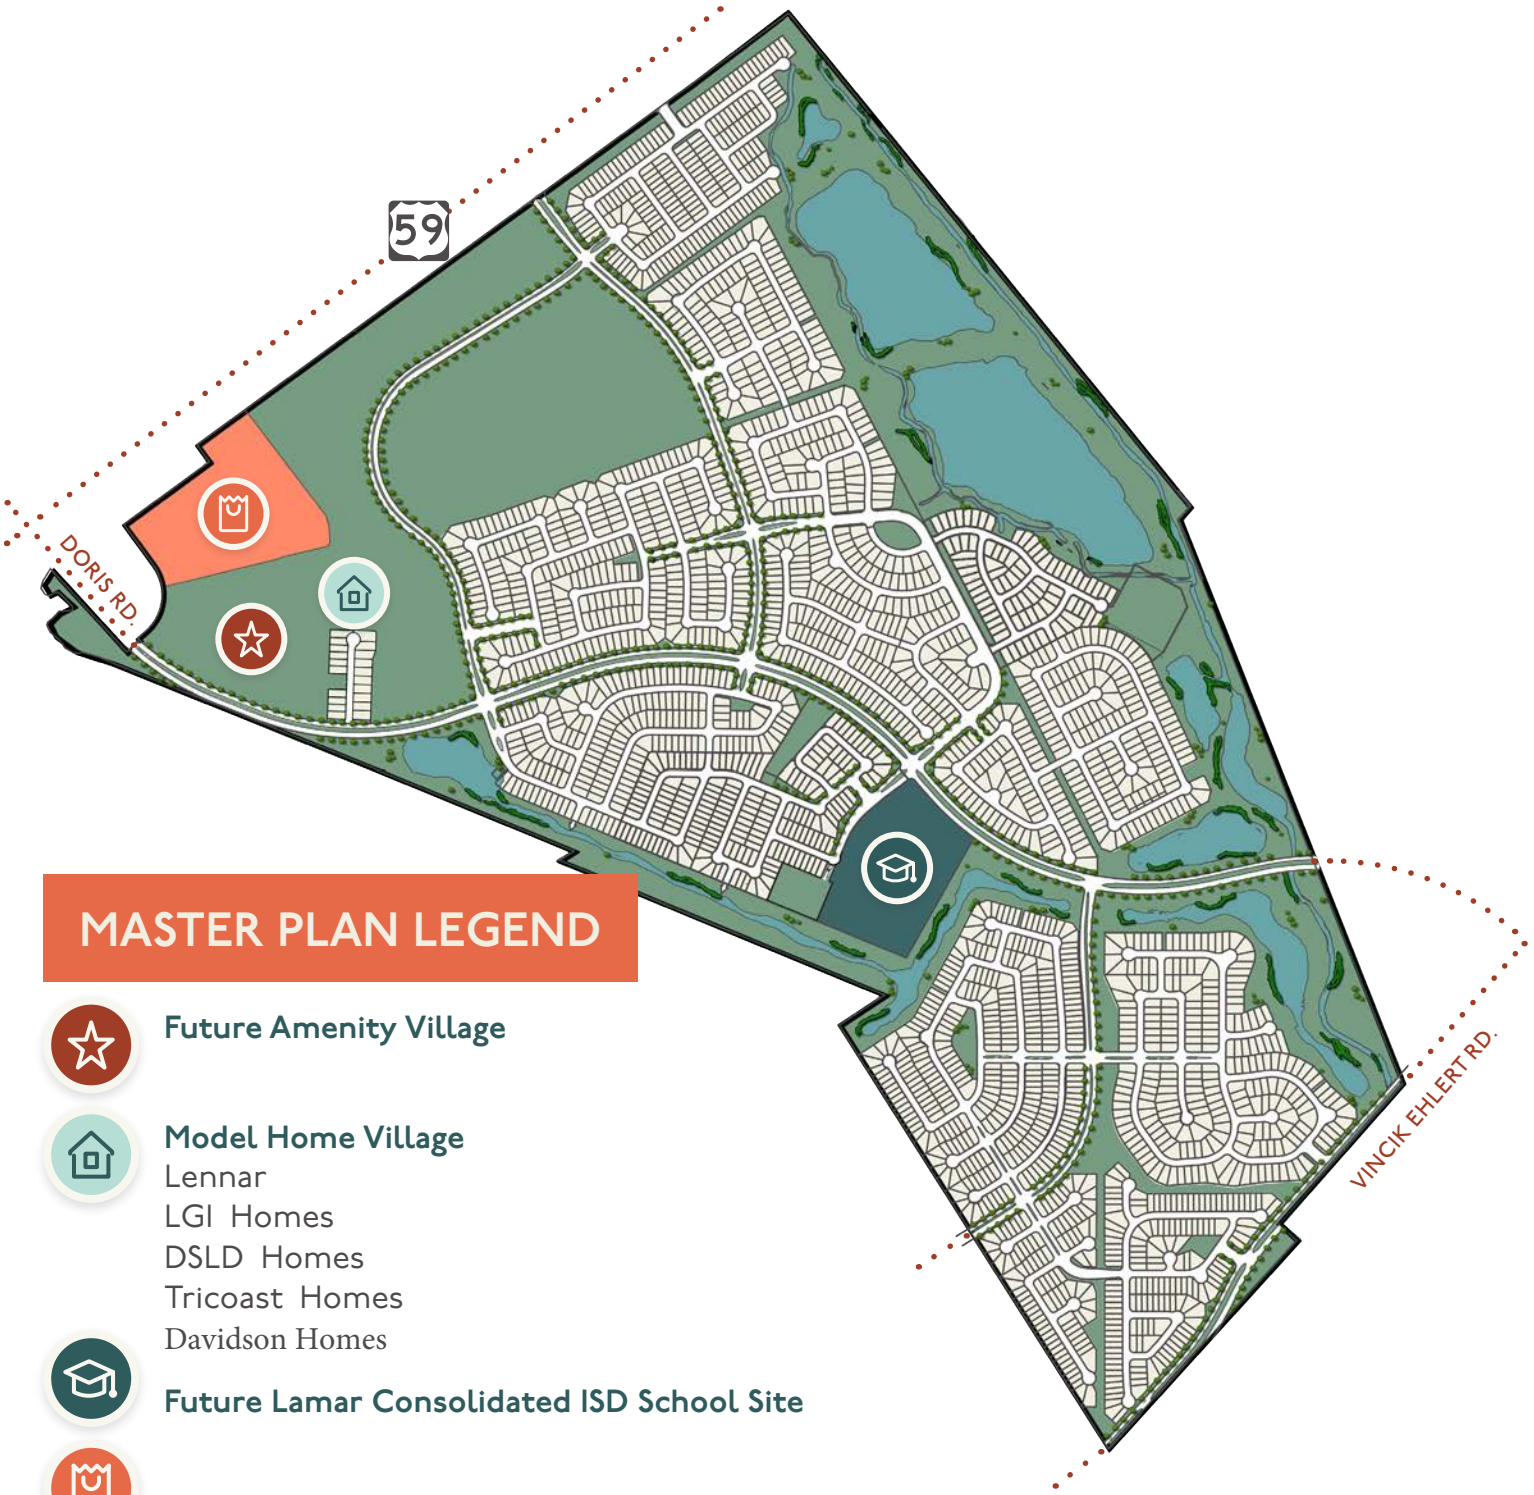 59
DORIS RD.
MASTER PLAN LEGEND
Future Amenity Village
Model Home Village
Lennar
LGI Homes
DSLD Homes
Tricoast Homes
Davidson Homes
Future Lamar Consolidated ISD School Site
VINCIK EHLERT RD.